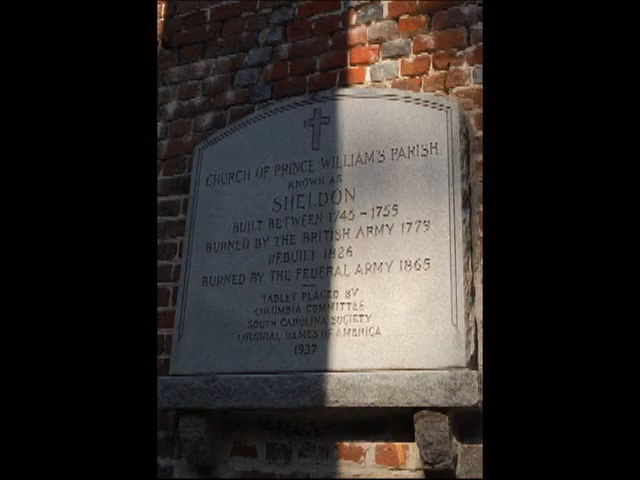 CHURCH OF PRINCE WILLIAM'S PARISH
KNOWN AS
SHELDON
BUILT BETWEEN 1745 - 1755
BURNED BY THE BRITISH ARMY 1779
REBUILT 1826
BURNED BY THE FEDERAL ARMY 1865
TABLET PLACED BY
COLUMBIA COMMITTEE
SOUTH CAROLINA SOCIETY
COLONIAL DAMES OF AMERICA
1937